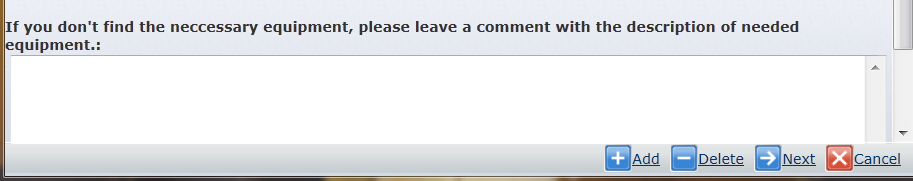 If you don't find the neccessary equipment, please leave a comment with the description of needed
equipment.:
Add Delete Next Cancel